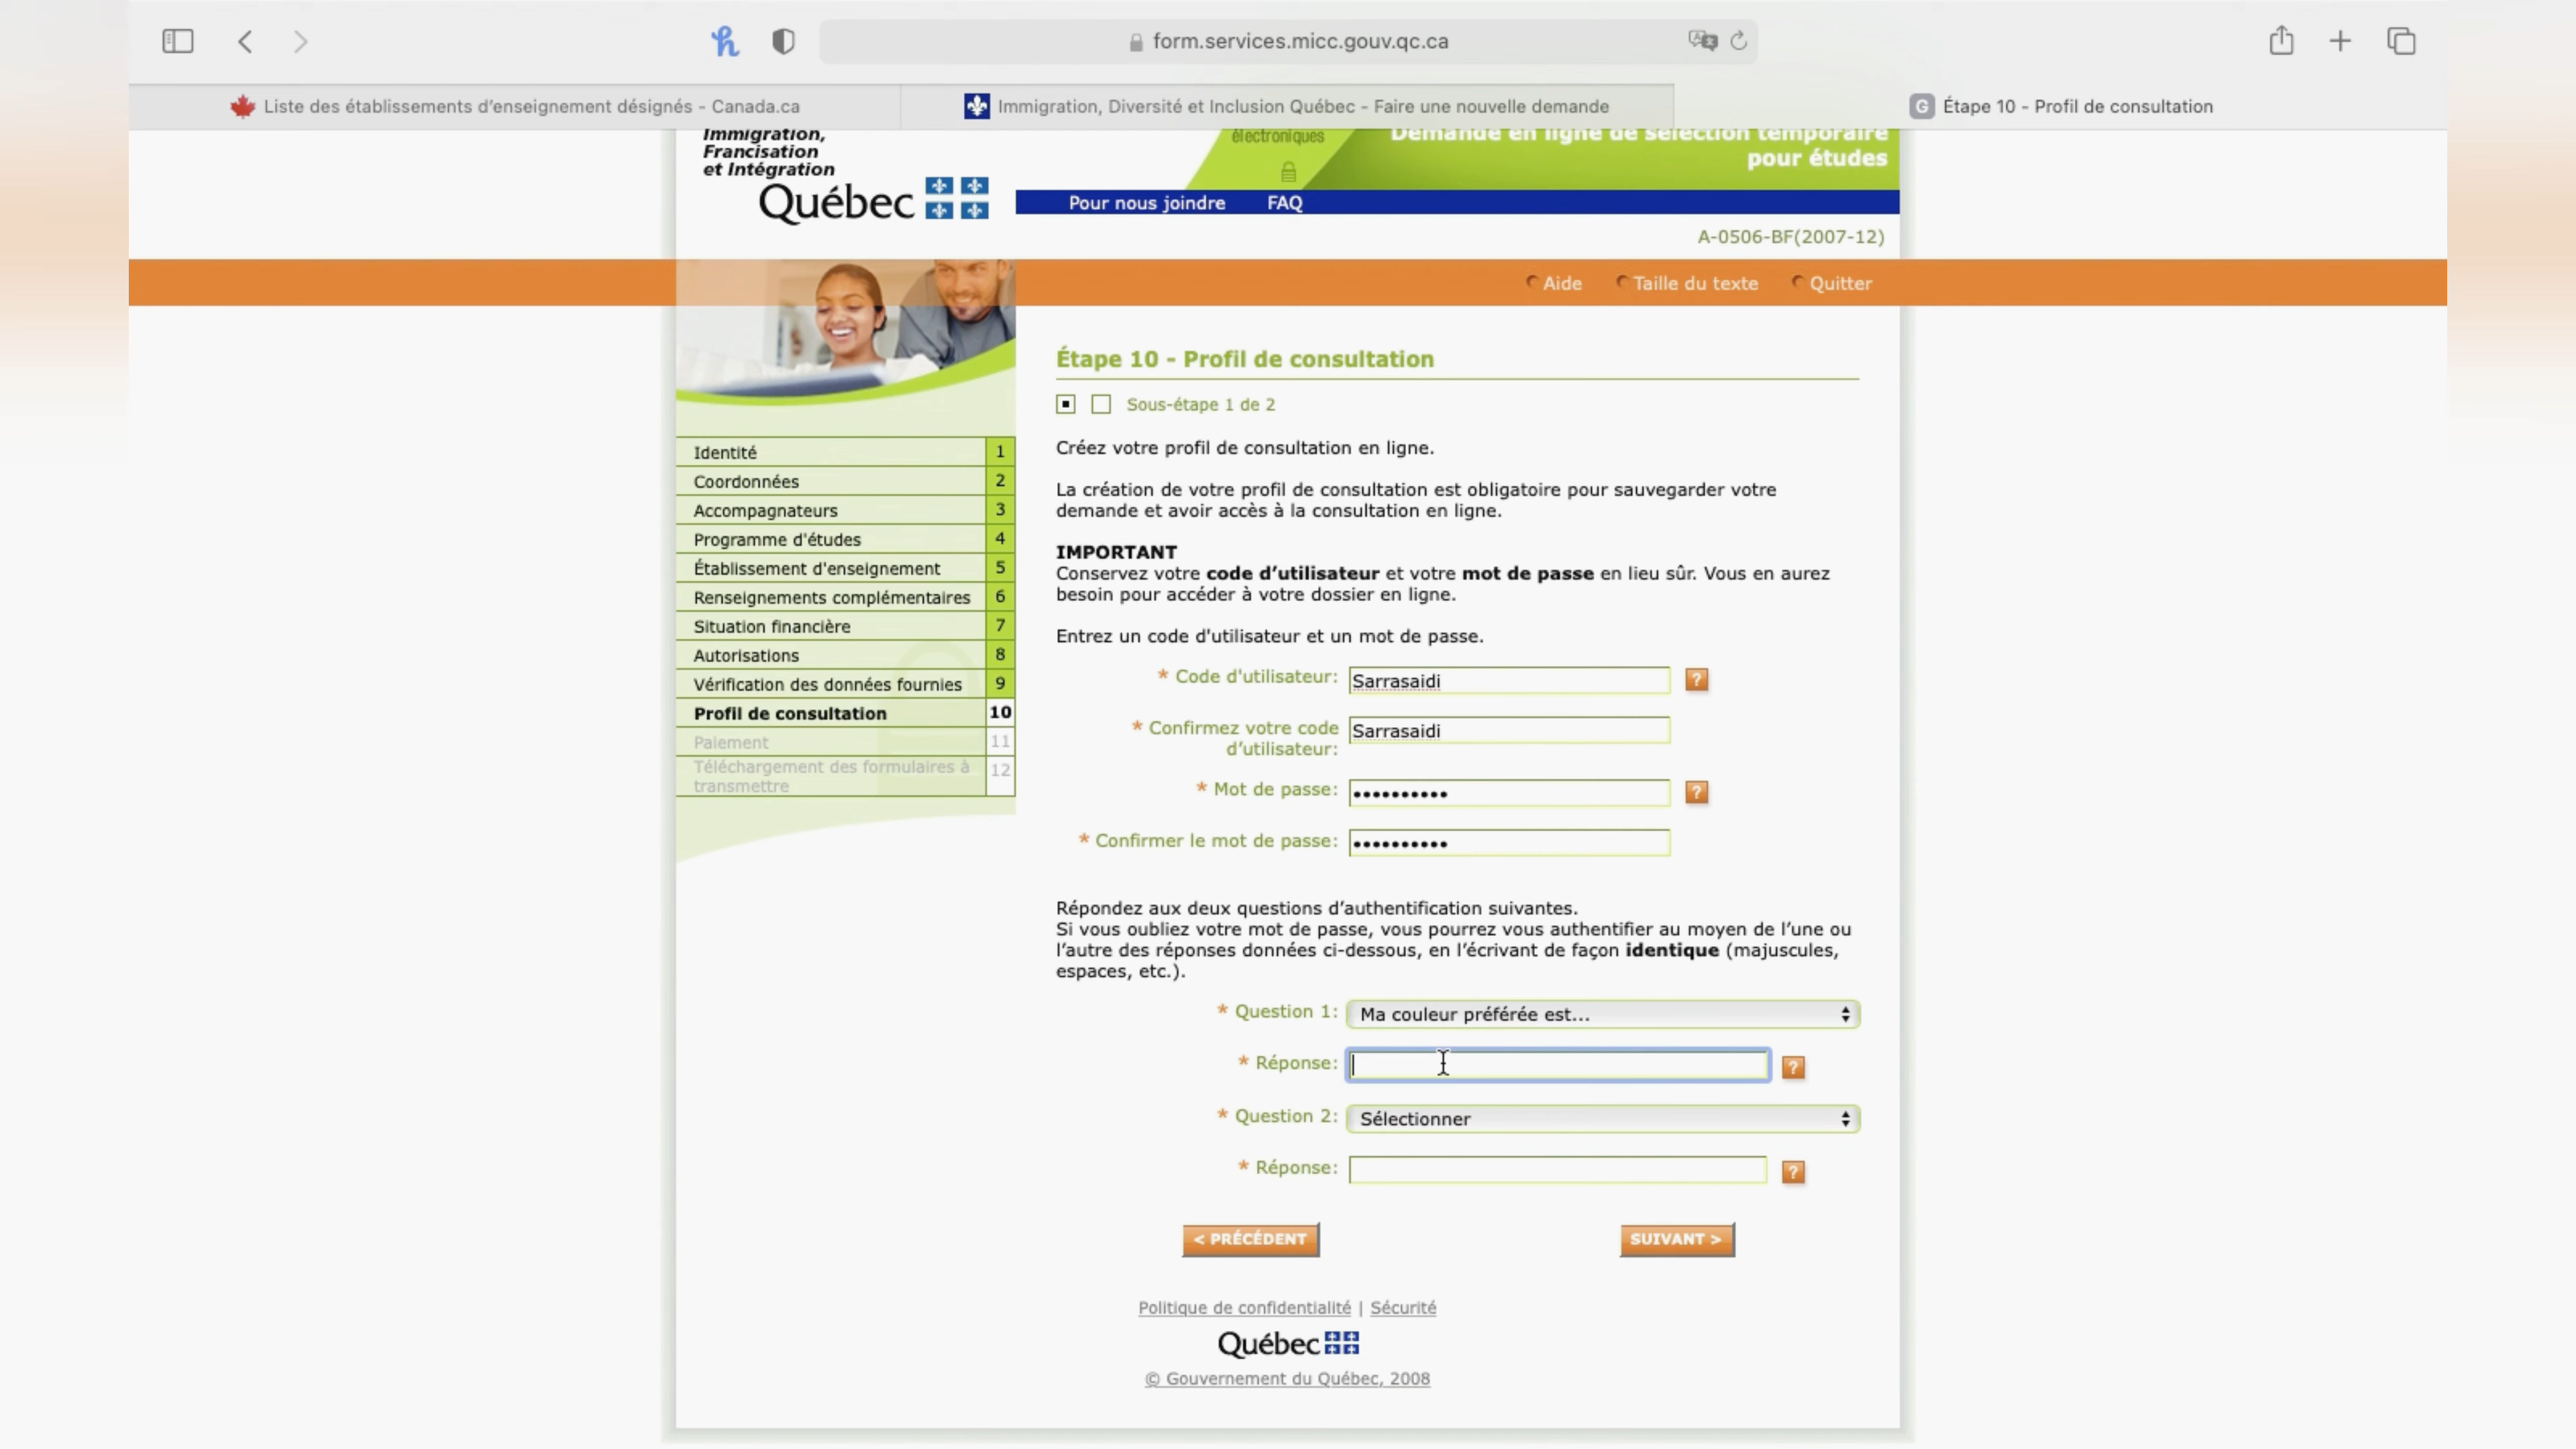 form.services.micc.gouv.qc.ca
Liste des établissements d'enseignement désignés - Canada.ca
Immigration, Diversité et Inclusion Québec - Faire une nouvelle demande
G Étape 10 - Profil de consultation
Immigration,
Francisation
et Intégration
Québec
électroniques
Demande en ligne de sélection temporaire
pour études
Pour nous joindre
FAQ
A-0506-BF(2007-12)
Aide
Taille du texte
Quitter
Identité 1
Coordonnées 2
Accompagnateurs 3
Programme d'études 4
Établissement d'enseignement 5
Renseignements complémentaires 6
Situation financière 7
Autorisations 8
Vérification des données fournies 9
Profil de consultation 10
Paiement 11
Téléchargement des formulaires à 12
transmettre
Étape 10 - Profil de consultation
Sous-étape 1 de 2
Créez votre profil de consultation en ligne.
La création de votre profil de consultation est obligatoire pour sauvegarder votre
demande et avoir accès à la consultation en ligne.
IMPORTANT
Conservez votre code d'utilisateur et votre mot de passe en lieu sûr. Vous en aurez
besoin pour accéder à votre dossier en ligne.
Entrez un code d'utilisateur et un mot de passe.
* Code d'utilisateur: Sarrasaidi ?
* Confirmez votre code Sarrasaidi
d'utilisateur:
* Mot de passe: •••••••••• ?
* Confirmer le mot de passe: ••••••••••
Répondez aux deux questions d'authentification suivantes.
Si vous oubliez votre mot de passe, vous pourrez vous authentifier au moyen de l'une ou
l'autre des réponses données ci-dessous, en l'écrivant de façon identique (majuscules,
espaces, etc.).
* Question 1: Ma couleur préférée est...
* Réponse: ?
* Question 2: Sélectionner
* Réponse: ?
< PRÉCÉDENT
SUIVANT >
Politique de confidentialité | Sécurité
Québec
© Gouvernement du Québec, 2008